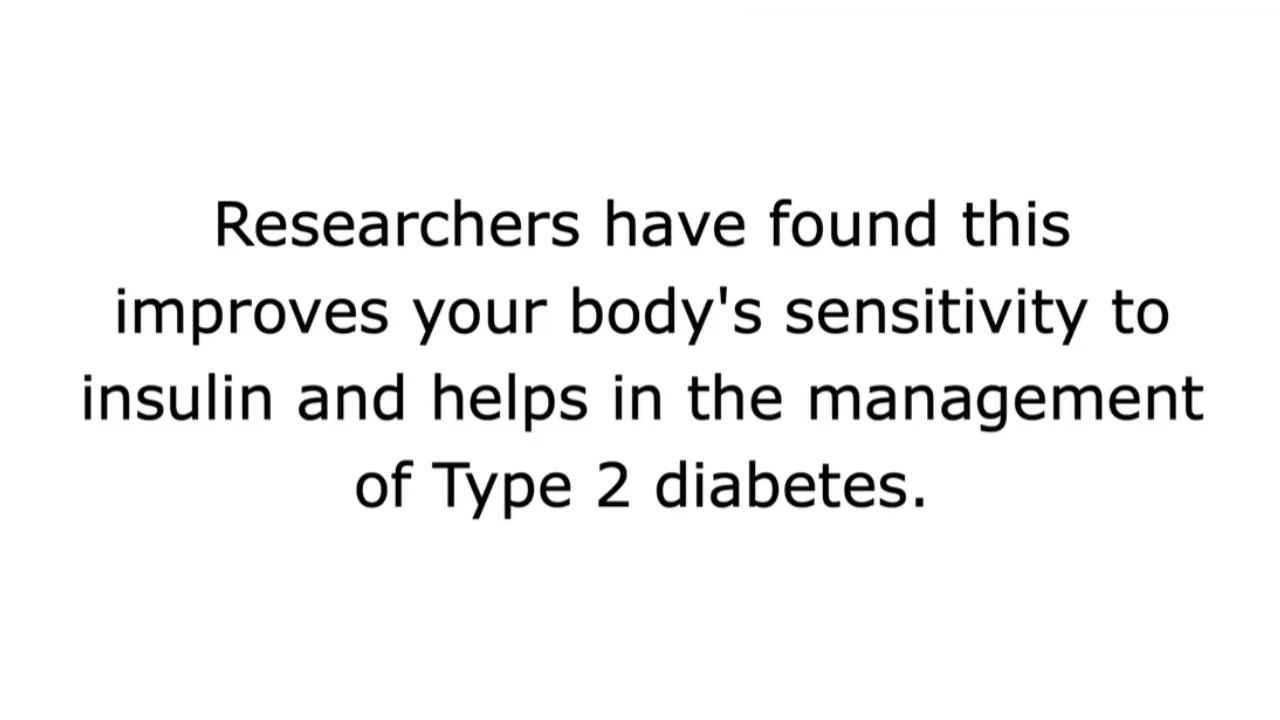 Researchers have found this
improves your body's sensitivity to
insulin and helps in the management
of Type 2 diabetes.